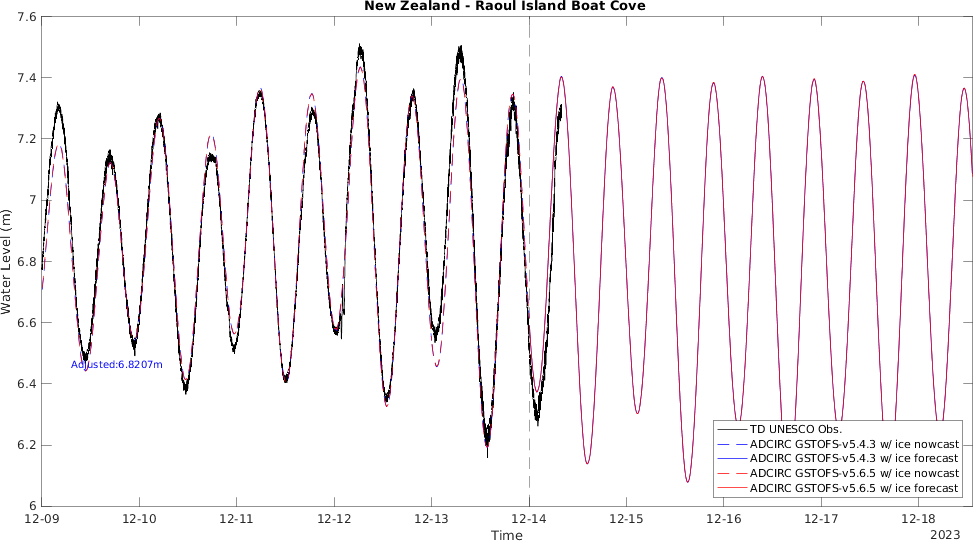 New Zealand - Raoul Island Boat Cove
7.6
7.4
7.2
7
6.8
6.6
6.4
6.2
6
Water Level (m)
Adjusted:6.8207m
TD UNESCO Obs.
ADCIRC GSTOFS-v5.4.3 w/ ice nowcast
ADCIRC GSTOFS-v5.4.3 w/ ice forecast
ADCIRC GSTOFS-v5.6.5 w/ ice nowcast
ADCIRC GSTOFS-v5.6.5 w/ ice forecast
12-09 12-10 12-11 12-12 12-13 12-14 12-15 12-16 12-17 12-18
Time
2023